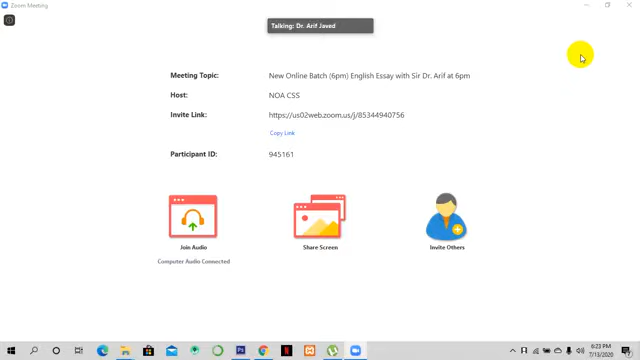 Zoom Meeting
Talking: Dr. Arif Javed
Meeting Topic: New Online Batch (6pm) English Essay with Sir Dr. Arif at 6pm
Host: NOA CSS
Invite Link: https://us02web.zoom.us/j/85344940756
Copy Link
Participant ID: 945161
Join Audio Share Screen Invite Others
Computer Audio Connected
6:23 PM
7/13/2020